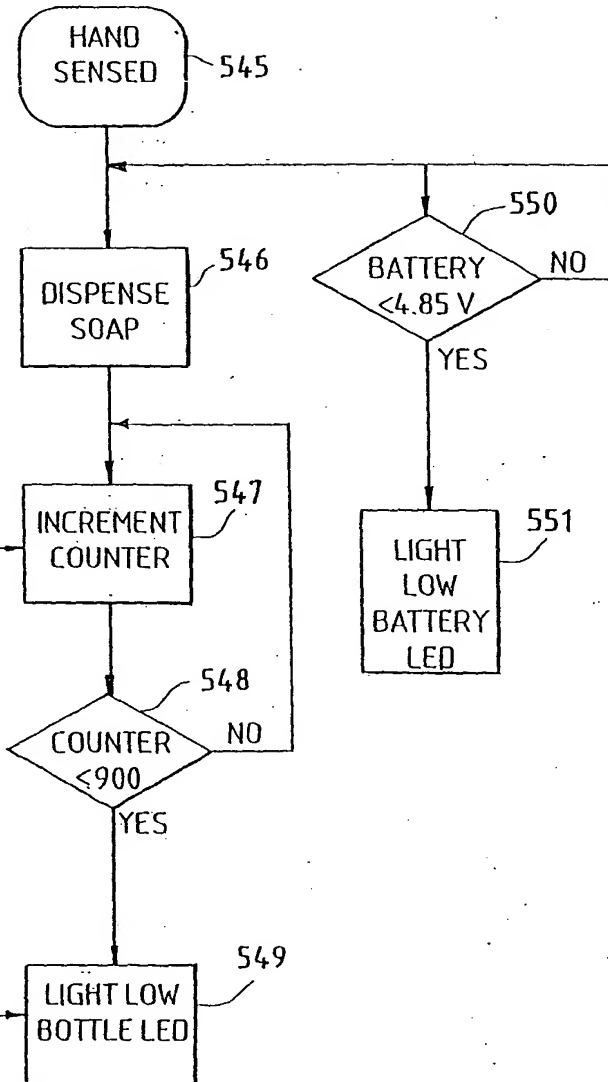 HAND
SENSED
545
DISPENSE
SOAP
546
BATTERY
<4.85 V
550
NO
YES
INCREMENT
COUNTER
547
LIGHT
LOW
BATTERY
LED
551
COUNTER
<900
548
NO
YES
LIGHT LOW
BOTTLE LED
549